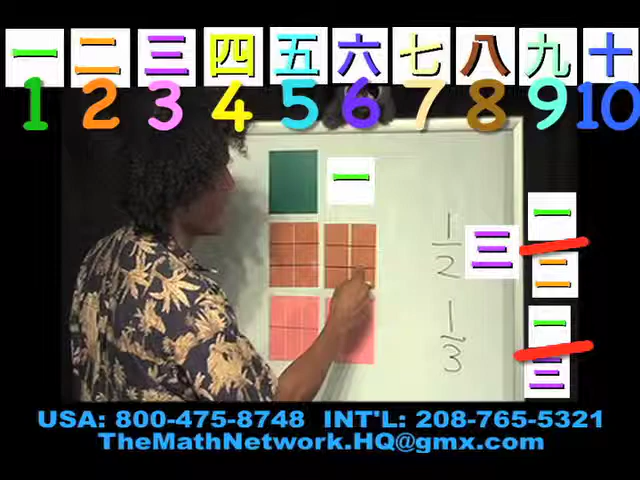 一 二 三 四 五 六 七 八 九 十
1 2 3 4 5 6 7 8 9 10
一
1
2
1
3
三
一
二
一
三
USA: 800-475-8748 INT'L: 208-765-5321
TheMathNetwork.HQ@gmx.com